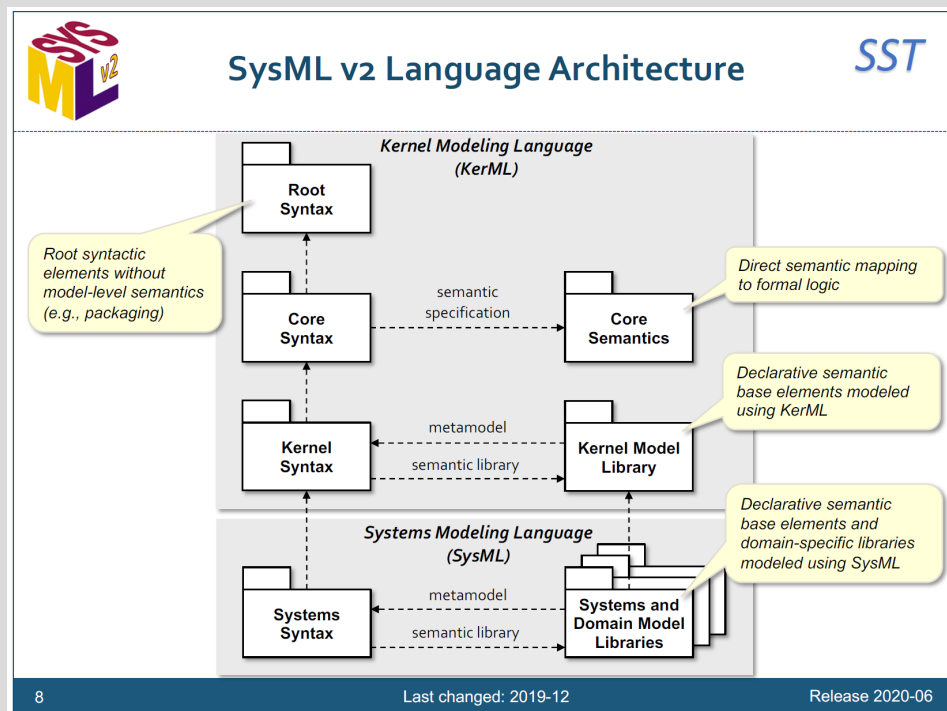 SYS
ML v2
SysML v2 Language Architecture
SST
Kernel Modeling Language
(KerML)
Root
Syntax
Root syntactic
elements without
model-level semantics
(e.g., packaging)
Core
Syntax
semantic
specification
Core
Semantics
Direct semantic mapping
to formal logic
Kernel
Syntax
metamodel
semantic library
Kernel Model
Library
Declarative semantic
base elements modeled
using KerML
Systems Modeling Language
(SysML)
Systems
Syntax
metamodel
semantic library
Systems and
Domain Model
Libraries
Declarative semantic
base elements and
domain-specific libraries
modeled using SysML
8
Last changed: 2019-12
Release 2020-06